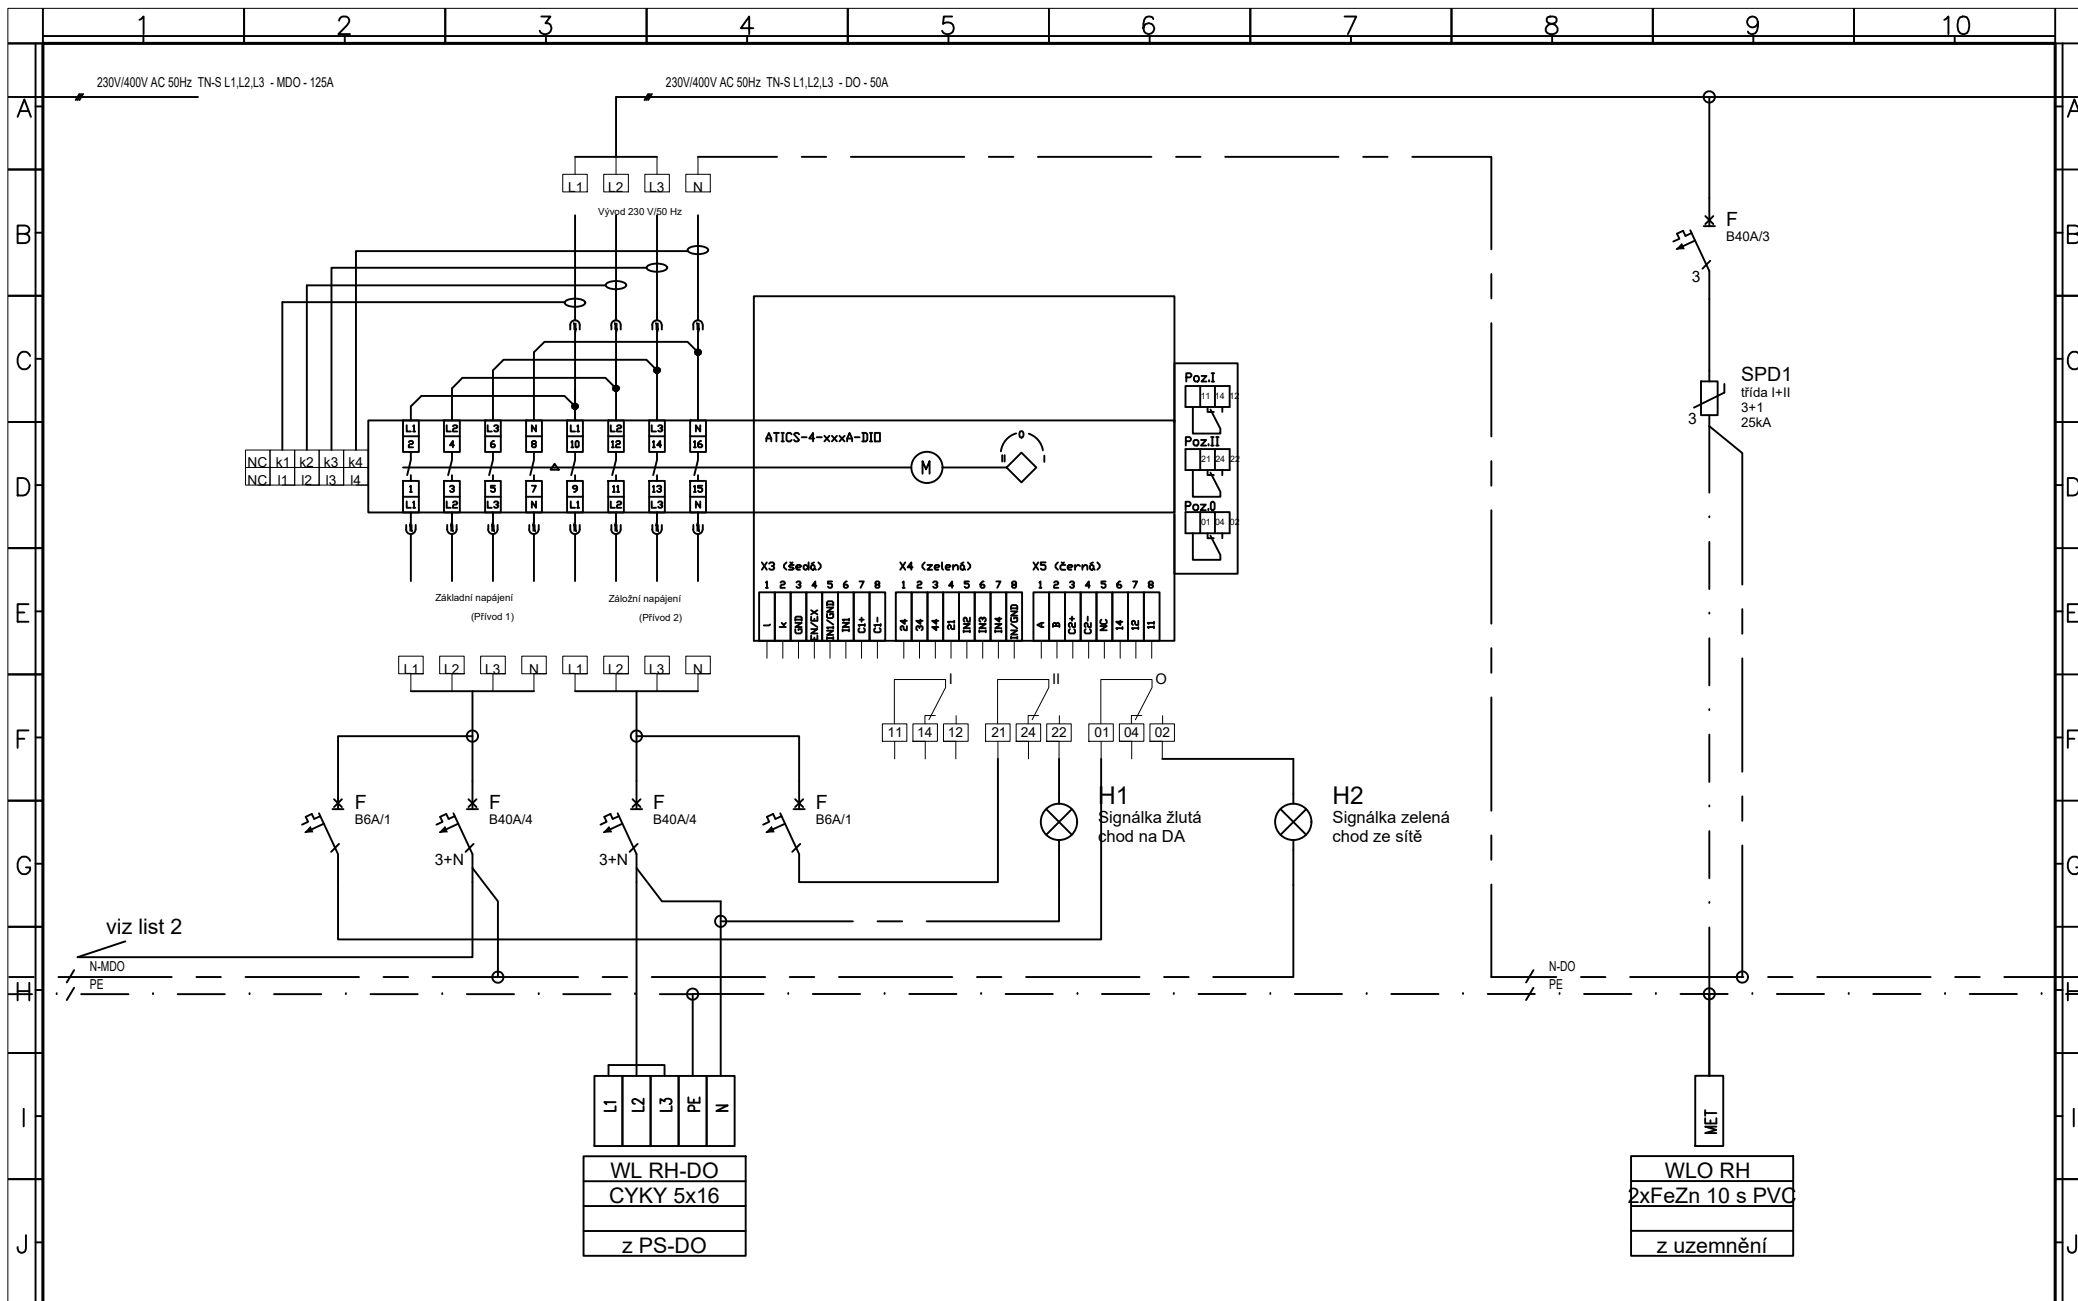 1 2 3 4 5 6 7 8 9 10
230V/400V AC 50Hz TN-S L1,L2,L3 - MDO - 125A
230V/400V AC 50Hz TN-S L1,L2,L3 - DO - 50A
A A
L1 L2 L3 N
Vývod 230 V/50 Hz
B B
F
B40A/3
3
C C
Poz.I
11 14 12
SPD1
třída I+II
3+1
25kA
3
L1 L2 L3 N L1 L2 L3 N
2 4 6 8 10 12 14 16
ATICS-4-xxxA-DIO
0
II I
M
Poz.II
21 24 22
NC k1 k2 k3 k4
NC l1 l2 l3 l4
D D
1 3 5 7 9 11 13 15
L1 L2 L3 N L1 L2 L3 N
Poz.0
01 04 02
X3 (šedá) X4 (zelená) X5 (černá)
1 2 3 4 5 6 7 8 1 2 3 4 5 6 7 8 1 2 3 4 5 6 7 8
l k GND EN/EX IN1/GND IN1 C1+ C1- 24 34 44 21 IN2 IN3 IN4 IN/GND A B C2+ C2- NC 14 12 11
Základní napájení
(Přívod 1)
Záložní napájení
(Přívod 2)
E E
L1 L2 L3 N L1 L2 L3 N
I II O
11 14 12 21 24 22 01 04 02
F F
F
B6A/1
F
B40A/4
3+N
F
B40A/4
3+N
F
B6A/1
H1
Signálka žlutá
chod na DA
H2
Signálka zelená
chod ze sítě
G G
viz list 2
N-MDO
PE
N-DO
PE
H H
L1 L2 L3 PE N
MET
I I
WL RH-DO
CYKY 5x16
z PS-DO
WLO RH
2xFeZn 10 s PVC
z uzemnění
J J